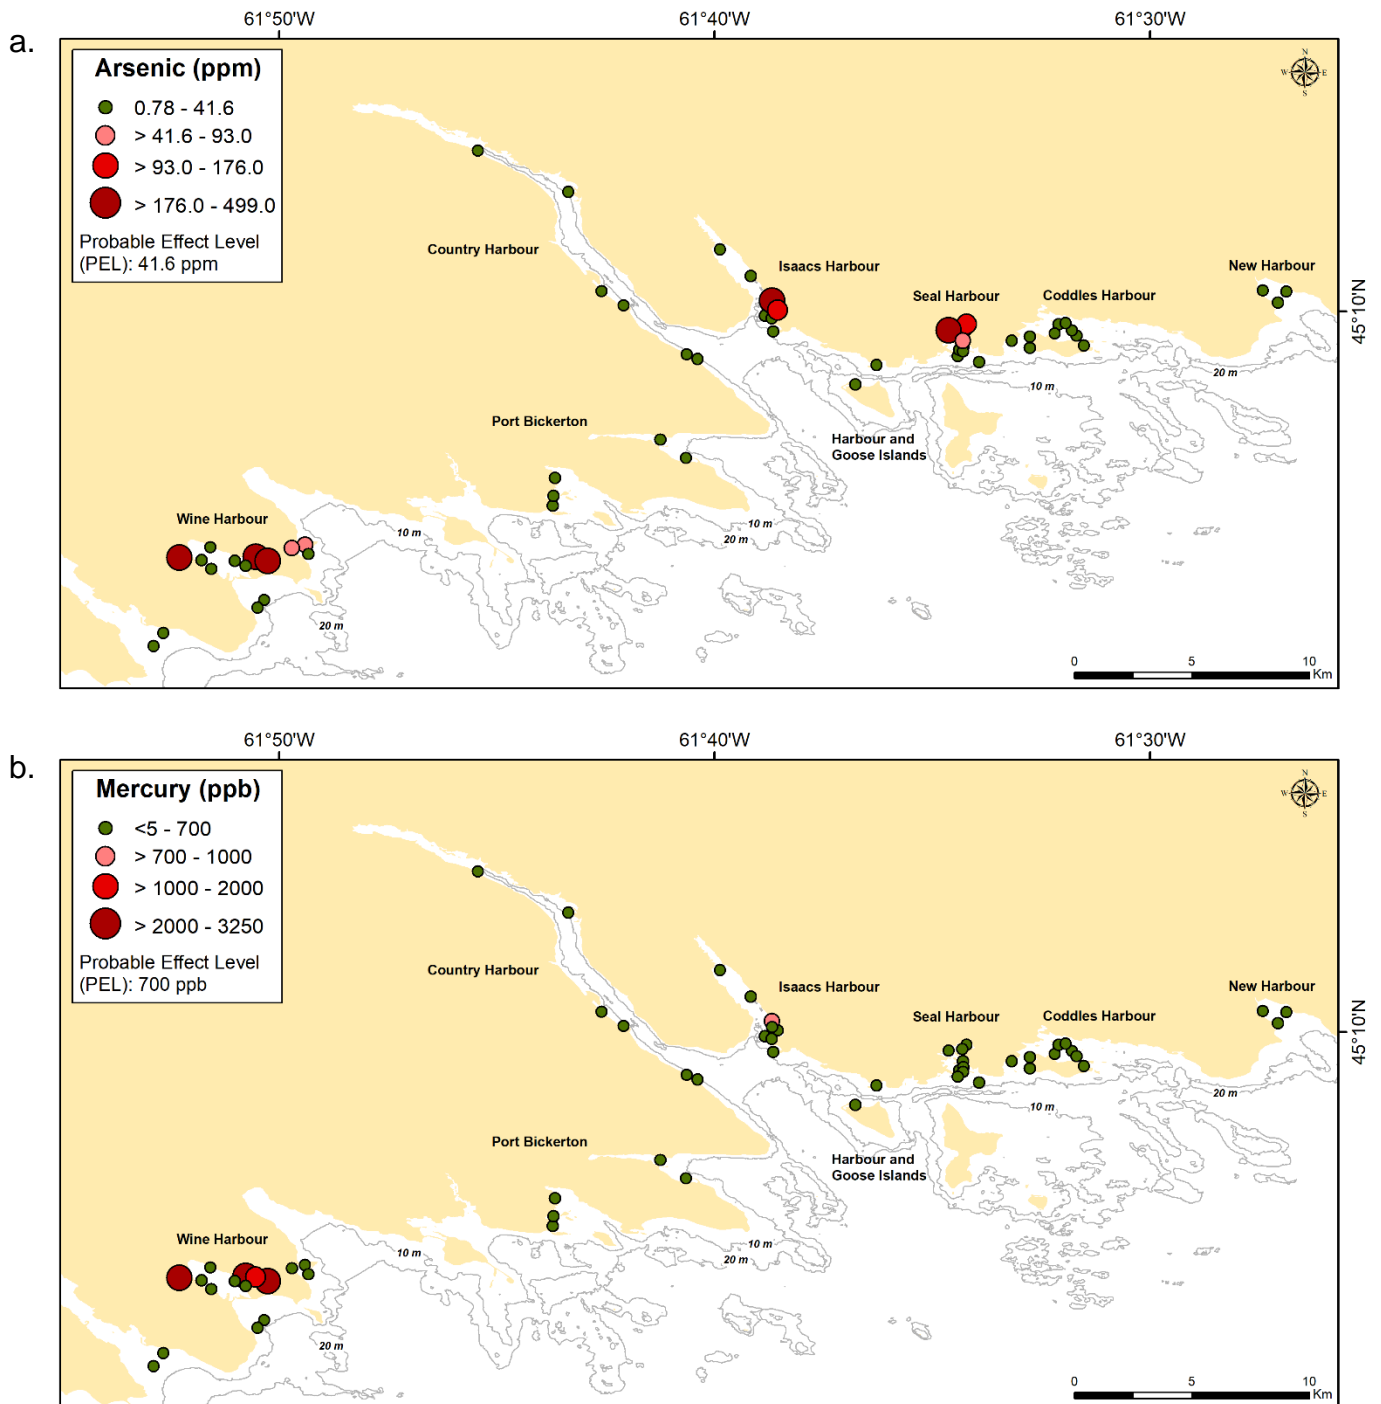 a.
61°50'W 61°40'W 61°30'W
Arsenic (ppm)
0.78 - 41.6
> 41.6 - 93.0
> 93.0 - 176.0
> 176.0 - 499.0
Probable Effect Level
(PEL): 41.6 ppm
N
W E
S
Country Harbour
Isaacs Harbour
New Harbour
Seal Harbour
Coddles Harbour
45°10'N
20 m
10 m
Port Bickerton
Harbour and
Goose Islands
Wine Harbour
10 m
10 m
20 m
20 m
0 5 10
Km
b.
61°50'W 61°40'W 61°30'W
Mercury (ppb)
<5 - 700
> 700 - 1000
> 1000 - 2000
> 2000 - 3250
Probable Effect Level
(PEL): 700 ppb
N
W E
S
Country Harbour
Isaacs Harbour
New Harbour
Seal Harbour
Coddles Harbour
45°10'N
20 m
10 m
Port Bickerton
Harbour and
Goose Islands
Wine Harbour
10 m
10 m
20 m
20 m
0 5 10
Km